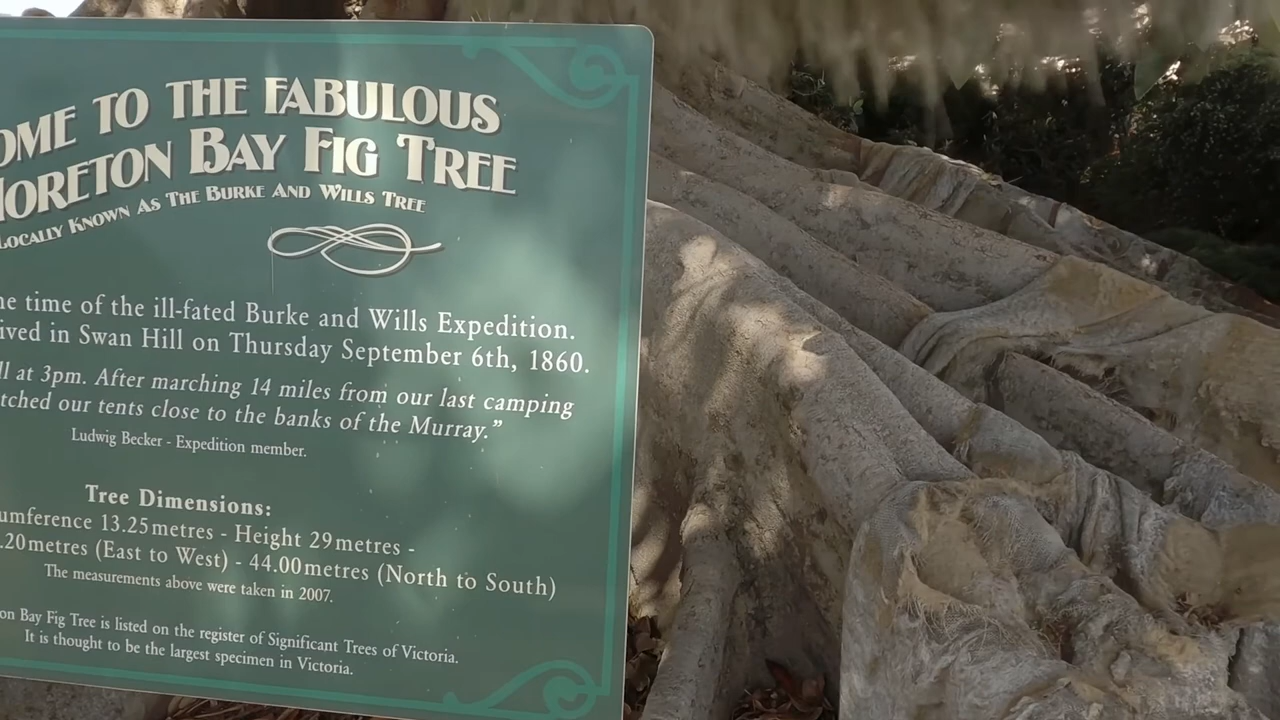 OME TO THE FABULOUS
MORETON BAY FIG TREE
LOCALLY KNOWN AS THE BURKE AND WILLS TREE
he time of the ill-fated Burke and Wills Expedition.
ived in Swan Hill on Thursday September 6th, 1860.
ll at 3pm. After marching 14 miles from our last camping
tched our tents close to the banks of the Murray.”
Ludwig Becker - Expedition member.
Tree Dimensions:
umference 13.25metres - Height 29metres -
.20metres (East to West) - 44.00metres (North to South)
The measurements above were taken in 2007.
on Bay Fig Tree is listed on the register of Significant Trees of Victoria.
It is thought to be the largest specimen in Victoria.